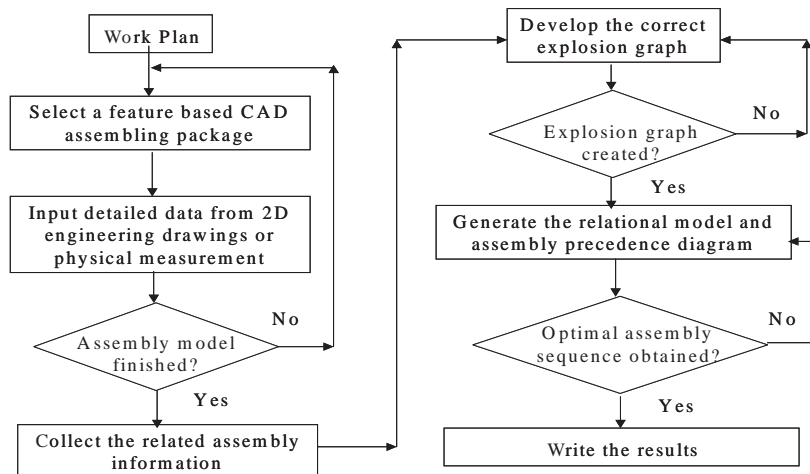 Work Plan
Select a feature based CAD
assembling package
Input detailed data from 2D
engineering drawings or
physical measurement
Assembly model
finished?
No
Yes
Collect the related assembly
information
Develop the correct
explosion graph
Explosion graph
created?
No
Yes
Generate the relational model and
assembly precedence diagram
Optimal assembly
sequence obtained?
No
Yes
Write the results